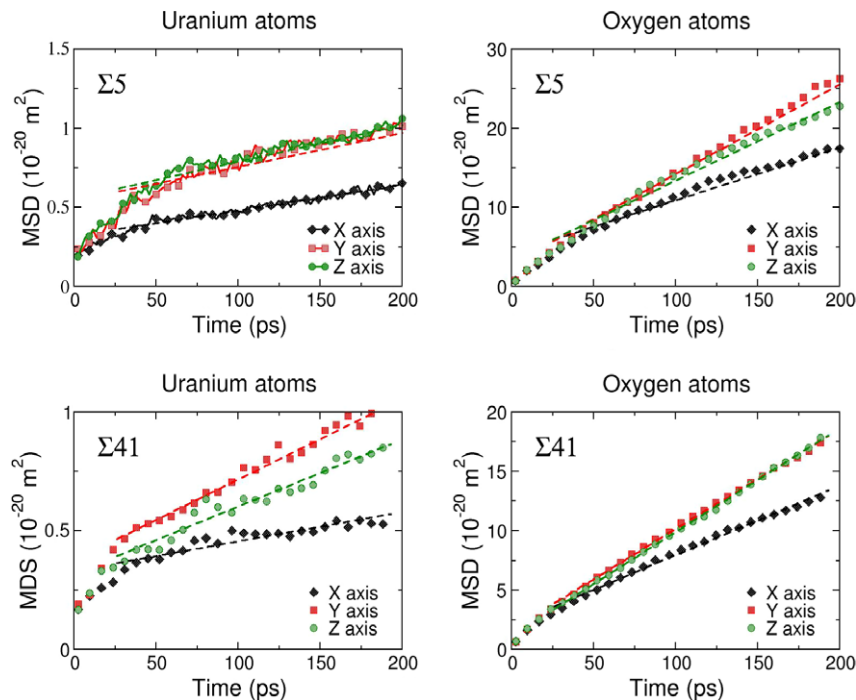 Uranium atoms
Oxygen atoms
1.5
1
0.5
0
MSD (10⁻²⁰ m²)
Σ5
X axis
Y axis
Z axis
0 50 100 150 200
Time (ps)
30
20
10
0
MSD (10⁻²⁰ m²)
Σ5
X axis
Y axis
Z axis
0 50 100 150 200
Time (ps)
Uranium atoms
Oxygen atoms
1
0.5
0
MDS (10⁻²⁰ m²)
Σ41
X axis
Y axis
Z axis
0 50 100 150 200
Time (ps)
20
15
10
5
0
MSD (10⁻²⁰ m²)
Σ41
X axis
Y axis
Z axis
0 50 100 150 200
Time (ps)